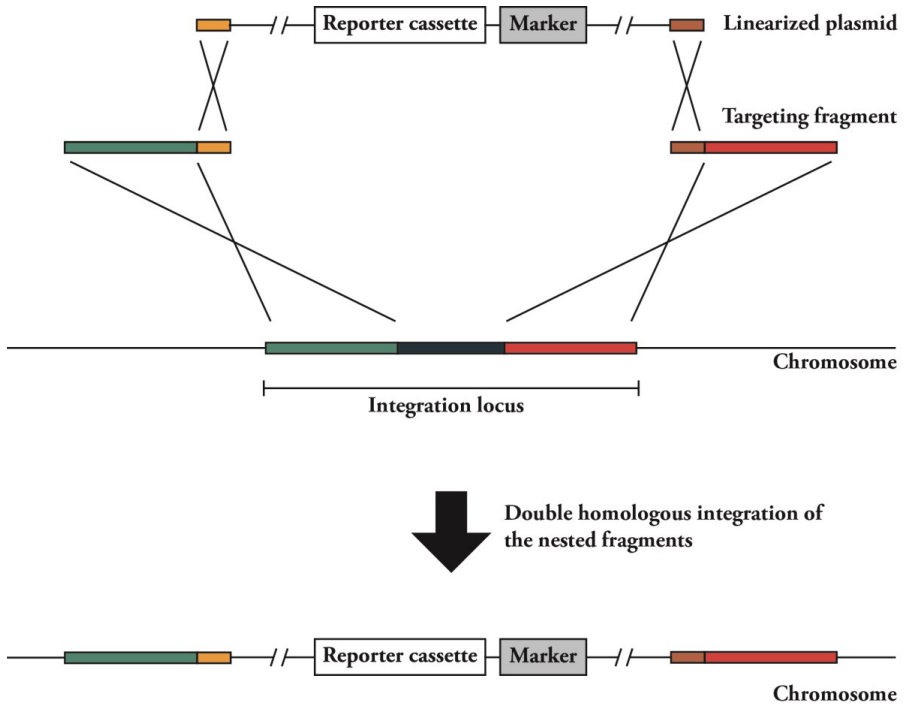 Reporter cassette Marker Linearized plasmid
Targeting fragment
Chromosome
Integration locus
Double homologous integration of
the nested fragments
Reporter cassette Marker
Chromosome